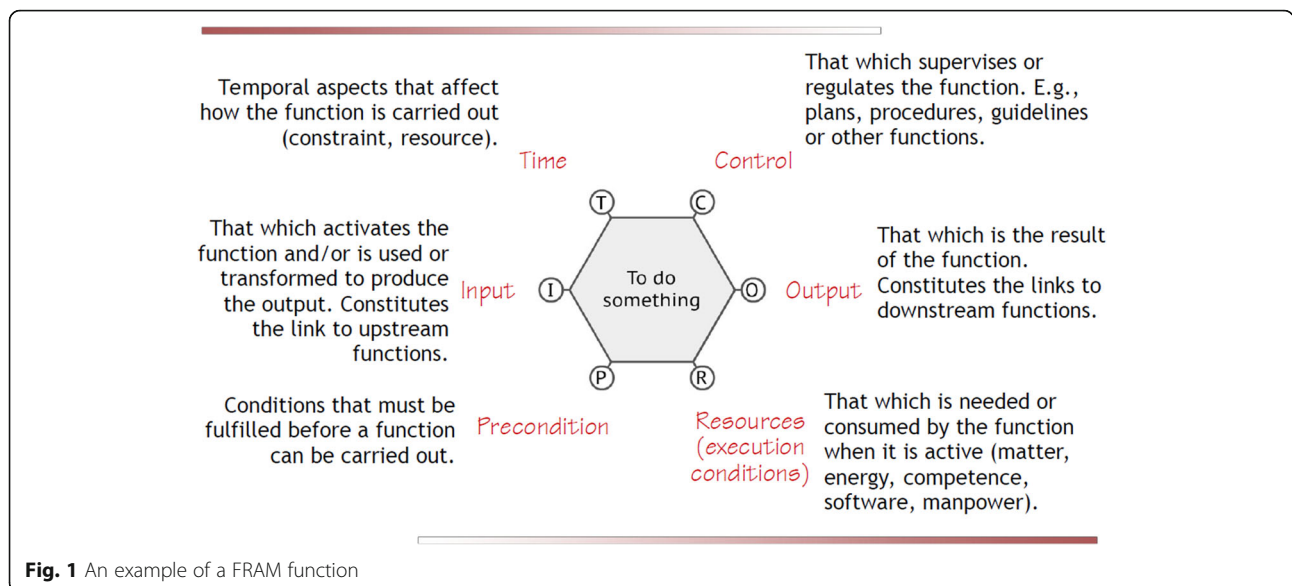 Temporal aspects that affect
how the function is carried out
(constraint, resource).
Time
That which supervises or
regulates the function. E.g.,
plans, procedures, guidelines
or other functions.
Control
T
C
That which activates the
function and/or is used or
transformed to produce
the output. Constitutes
the link to upstream
functions.
Input
I
To do
something
O
Output
That which is the result
of the function.
Constitutes the links to
downstream functions.
P
R
Conditions that must be
fulfilled before a function
can be carried out.
Precondition
Resources
(execution
conditions)
That which is needed or
consumed by the function
when it is active (matter,
energy, competence,
software, manpower).
Fig. 1 An example of a FRAM function